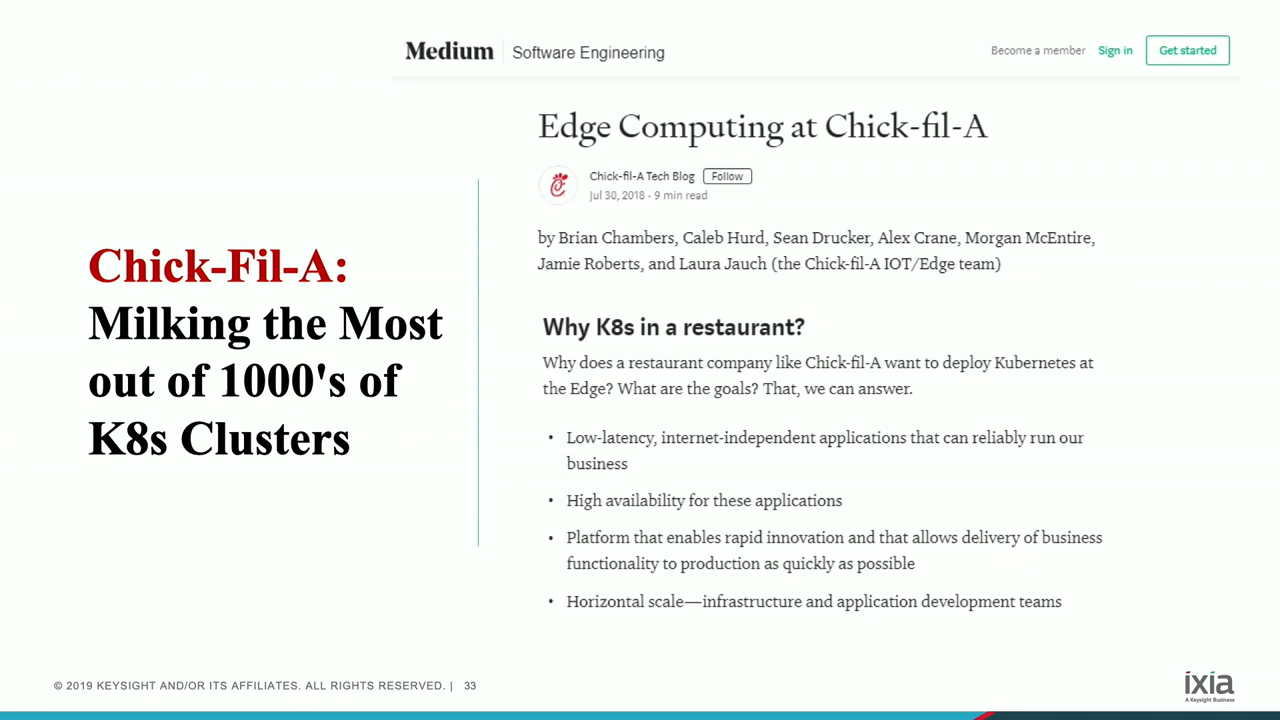 Medium
Software Engineering
Become a member
Sign in
Get started
Edge Computing at Chick-fil-A
Chick-fil-A Tech Blog
Follow
Jul 30, 2018 · 9 min read
by Brian Chambers, Caleb Hurd, Sean Drucker, Alex Crane, Morgan McEntire,
Jamie Roberts, and Laura Jauch (the Chick-fil-A IOT/Edge team)
Chick-Fil-A:
Milking the Most
out of 1000's of
K8s Clusters
Why K8s in a restaurant?
Why does a restaurant company like Chick-fil-A want to deploy Kubernetes at
the Edge? What are the goals? That, we can answer.
• Low-latency, internet-independent applications that can reliably run our
business
• High availability for these applications
• Platform that enables rapid innovation and that allows delivery of business
functionality to production as quickly as possible
• Horizontal scale—infrastructure and application development teams
© 2019 KEYSIGHT AND/OR ITS AFFILIATES. ALL RIGHTS RESERVED. | 33
ixia
A Keysight Business